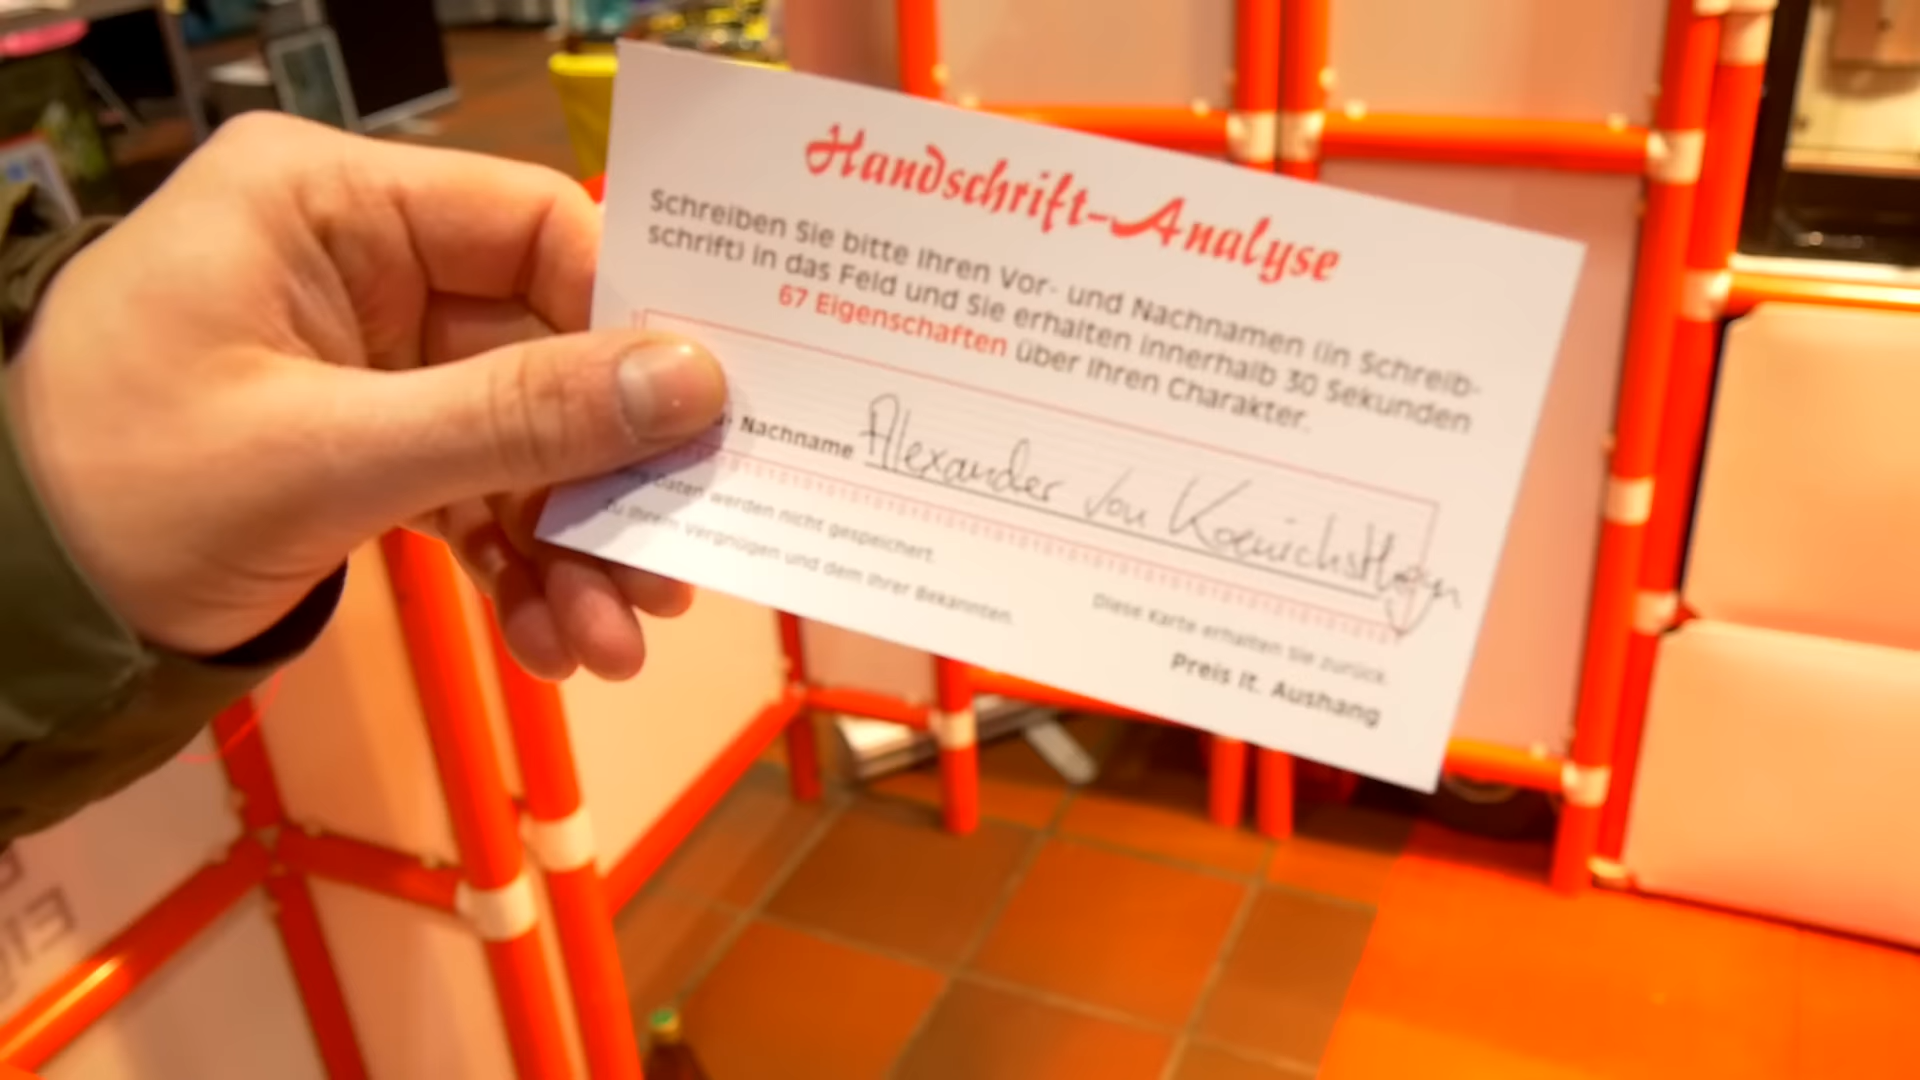 Handschrift-Analyse
Schreiben Sie bitte Ihren Vor- und Nachnamen (in Schreib-
schrift) in das Feld und Sie erhalten innerhalb 30 Sekunden
67 Eigenschaften über Ihren Charakter.
Nachname Alexander von
Daten werden nicht gespeichert.
zu Ihrem Vergnügen und dem Ihrer Bekannten.
Diese Karte erhalten Sie zurück.
Preis lt. Aushang